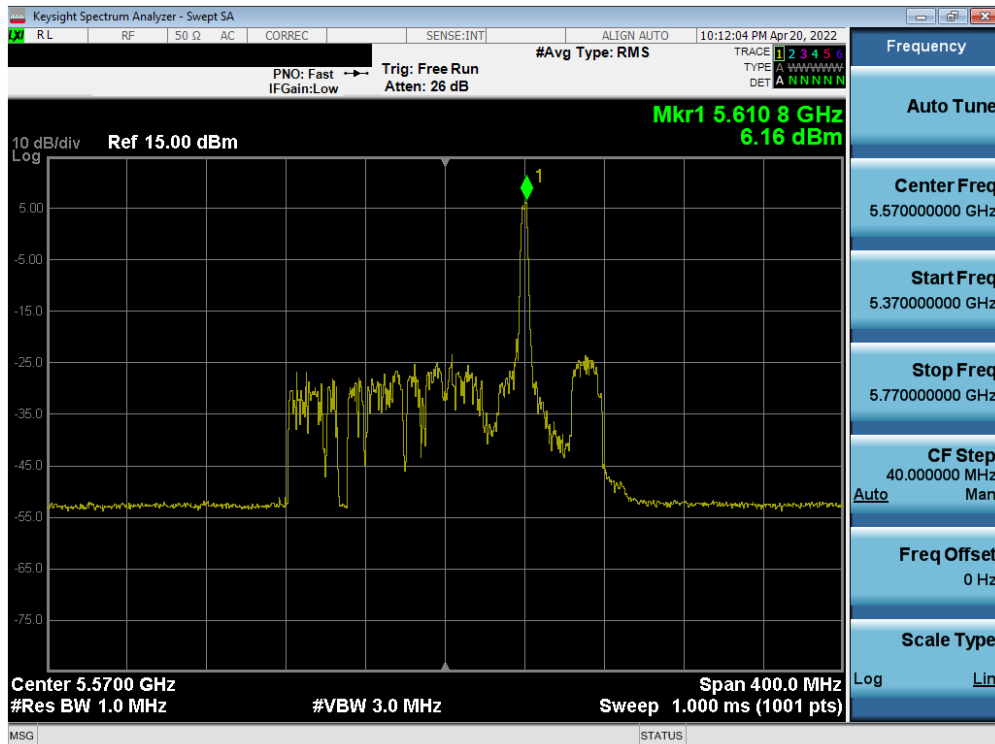 Keysight Spectrum Analyzer - Swept SA
LXI RL RF 50 Ω AC CORREC SENSE:INT ALIGN AUTO 10:12:04 PM Apr 20, 2022
PNO: Fast
IFGain:Low
Trig: Free Run
Atten: 26 dB
#Avg Type: RMS
TRACE 1 2 3 4 5 6
TYPE A WWWWW
DET A N N N N N
Mkr1 5.610 8 GHz
6.16 dBm
10 dB/div Ref 15.00 dBm
Log
1
5.00
-5.00
-15.0
-25.0
-35.0
-45.0
-55.0
-65.0
-75.0
Center 5.5700 GHz Span 400.0 MHz
#Res BW 1.0 MHz #VBW 3.0 MHz Sweep 1.000 ms (1001 pts)
MSG STATUS
Frequency
Auto Tune
Center Freq
5.570000000 GHz
Start Freq
5.370000000 GHz
Stop Freq
5.770000000 GHz
CF Step
40.000000 MHz
Auto Man
Freq Offset
0 Hz
Scale Type
Log Lin